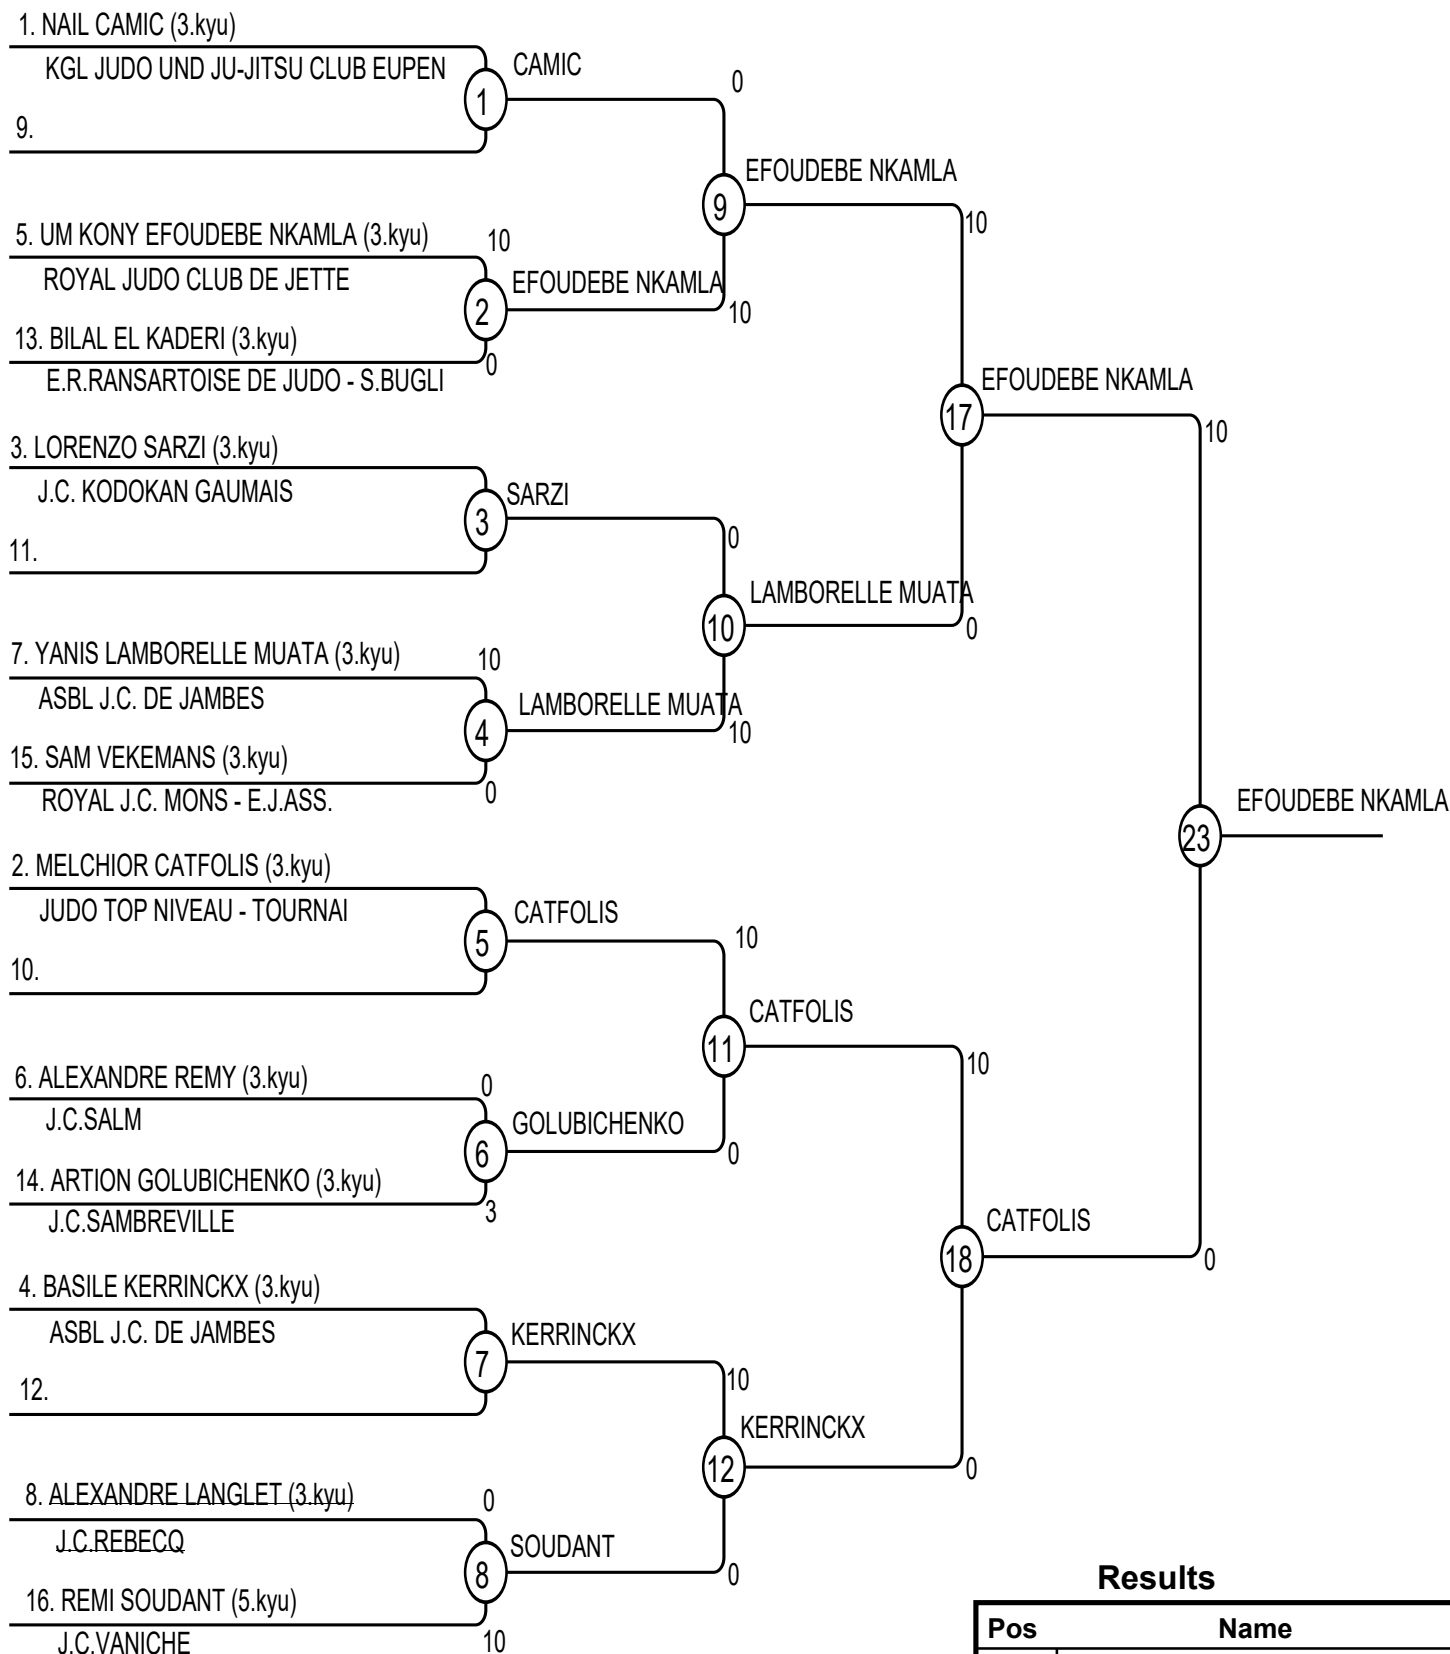 1. NAIL CAMIC (3.kyu)
KGL JUDO UND JU-JITSU CLUB EUPEN
1
CAMIC
0
9.
EFOUDEBE NKAMLA
9
10
5. UM KONY EFOUDEBE NKAMLA (3.kyu)
10
ROYAL JUDO CLUB DE JETTE
2
EFOUDEBE NKAMLA
10
13. BILAL EL KADERI (3.kyu)
0
E.R.RANSARTOISE DE JUDO - S.BUGLI
EFOUDEBE NKAMLA
17
10
3. LORENZO SARZI (3.kyu)
J.C. KODOKAN GAUMAIS
3
SARZI
0
11.
LAMBORELLE MUATA
10
0
7. YANIS LAMBORELLE MUATA (3.kyu)
10
ASBL J.C. DE JAMBES
4
LAMBORELLE MUATA
10
15. SAM VEKEMANS (3.kyu)
0
ROYAL J.C. MONS - E.J.ASS.
EFOUDEBE NKAMLA
23
2. MELCHIOR CATFOLIS (3.kyu)
JUDO TOP NIVEAU - TOURNAI
5
CATFOLIS
10
10.
CATFOLIS
11
10
6. ALEXANDRE REMY (3.kyu)
0
J.C.SALM
6
GOLUBICHENKO
0
14. ARTION GOLUBICHENKO (3.kyu)
3
J.C.SAMBREVILLE
CATFOLIS
18
0
4. BASILE KERRINCKX (3.kyu)
ASBL J.C. DE JAMBES
7
KERRINCKX
10
12.
KERRINCKX
12
0
8. ALEXANDRE LANGLET (3.kyu)
0
J.C.REBECQ
8
SOUDANT
0
16. REMI SOUDANT (5.kyu)
10
J.C.VANICHE
Results
Pos Name